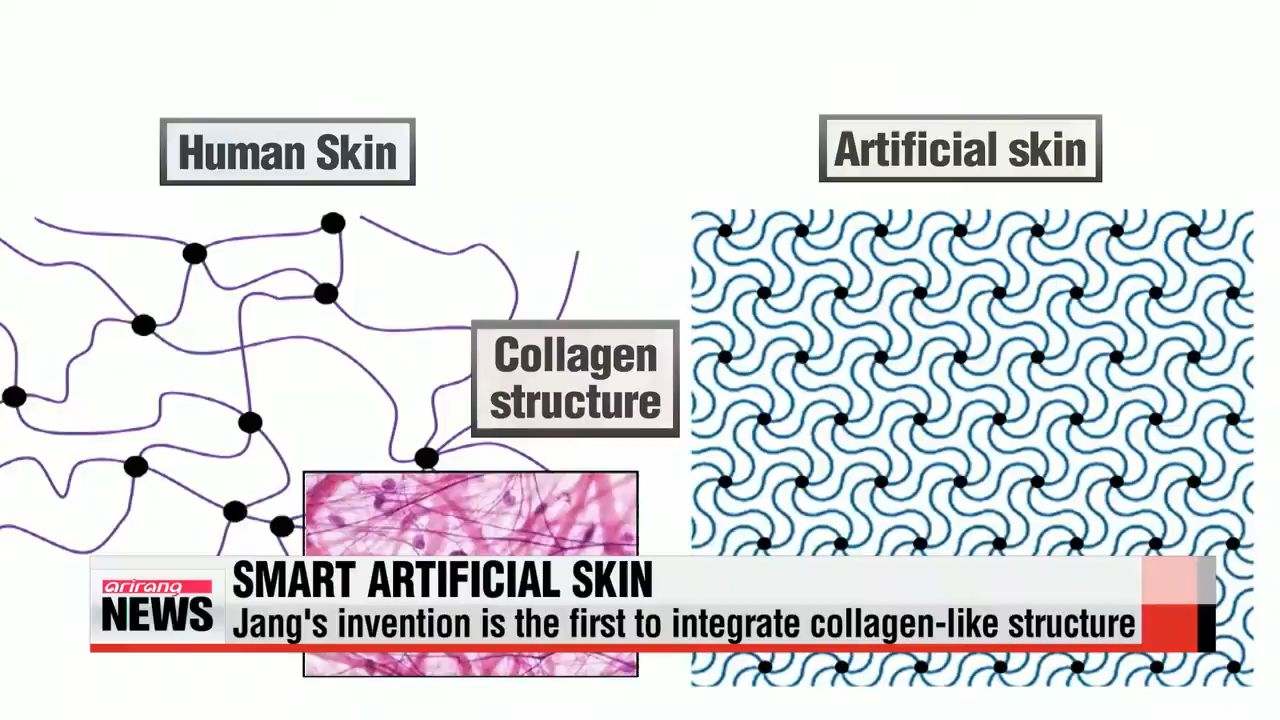 Human Skin
Artificial skin
Collagen
structure
arirang
NEWS
SMART ARTIFICIAL SKIN
Jang's invention is the first to integrate collagen-like structure